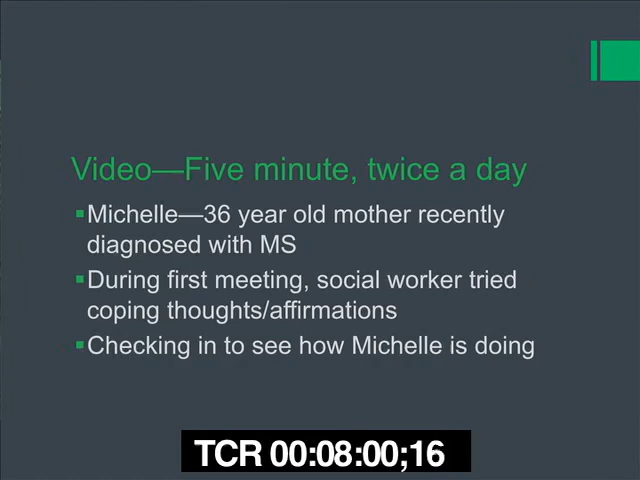 Video—Five minute, twice a day
Michelle—36 year old mother recently
diagnosed with MS
During first meeting, social worker tried
coping thoughts/affirmations
Checking in to see how Michelle is doing
TCR 00:08:00;16